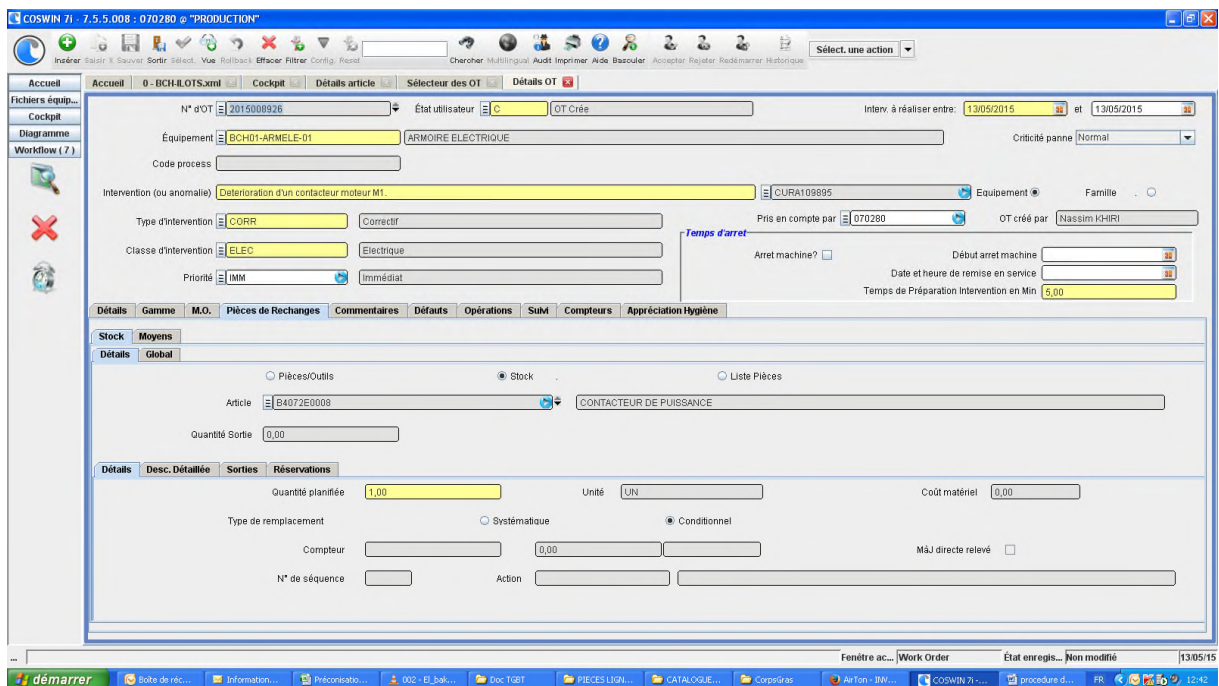 COSWIN 7i - 7.5.5.008 : 070280 @ "PRODUCTION"
Insérer Saisir li Sauver Sortir Sélect. Vue Rollback Effacer Filtrer Config. Reset Chercher Multilingual Audit Imprimer Aide Basculer Accepter Rejeter Redémarrer Historique Sélect. une action
Accueil Accueil 0 - BCH-ILOTS.xml Cockpit Détails article Sélecteur des OT Détails OT
Fichiers équip...
Cockpit
Diagramme
Workflow ( 7 )
N° d'OT 2015008926 État utilisateur C OT Crée Interv. à réaliser entre: 13/05/2015 et 13/05/2015
Équipement BCH01-ARMELE-01 ARMOIRE ELECTRIQUE Criticité panne Normal
Code process
Intervention (ou anomalie) Deterioration d'un contacteur moteur M1. CURA109895 Equipement Famille .
Type d'intervention CORR Correctif Pris en compte par 070280 OT créé par Nassim KHIRI
Temps d'arret
Classe d'intervention ELEC Electrique Arret machine? Début arret machine
Date et heure de remise en service
Priorité IMM Immédiat Temps de Préparation Intervention en Min 5,00
Détails Gamme M.O. Pièces de Rechanges Commentaires Défauts Opérations Suivi Compteurs Appréciation Hygiène
Stock Moyens
Détails Global
Pièces/Outils Stock . Liste Pièces
Article B4072E0008 CONTACTEUR DE PUISSANCE
Quantité Sortie 0,00
Détails Desc. Détaillée Sorties Réservations
Quantité planifiée 1,00 Unité UN Coût matériel 0,00
Type de remplacement Systématique Conditionnel
Compteur 0,00 MàJ directe relevé
N° de séquence Action
... Fenêtre ac... Work Order État enregis... Non modifié 13/05/15
démarrer Boîte de réc... Information... Préconisatio... 002 - El_bak... Doc TGBT PIECES LIGN... CATALOGUE... CorpsGras AirTon - INV... COSWIN 7i -... procedure d... FR 12:42